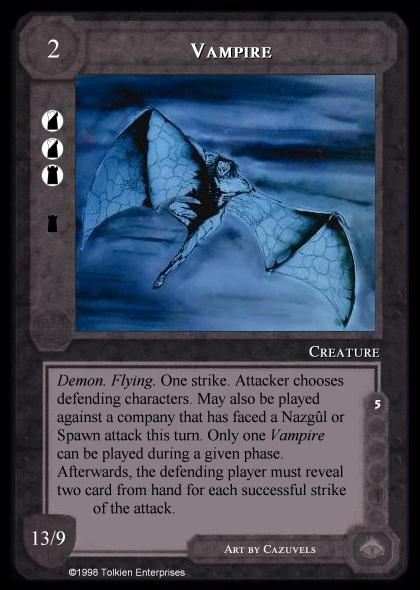 2
VAMPIRE
CREATURE
Demon. Flying. One strike. Attacker chooses
defending characters. May also be played
against a company that has faced a Nazgûl or
Spawn attack this turn. Only one Vampire
can be played during a given phase.
Afterwards, the defending player must reveal
two card from hand for each successful strike
of the attack.
5
13/9
ART BY CAZUVELS
©1998 Tolkien Enterprises